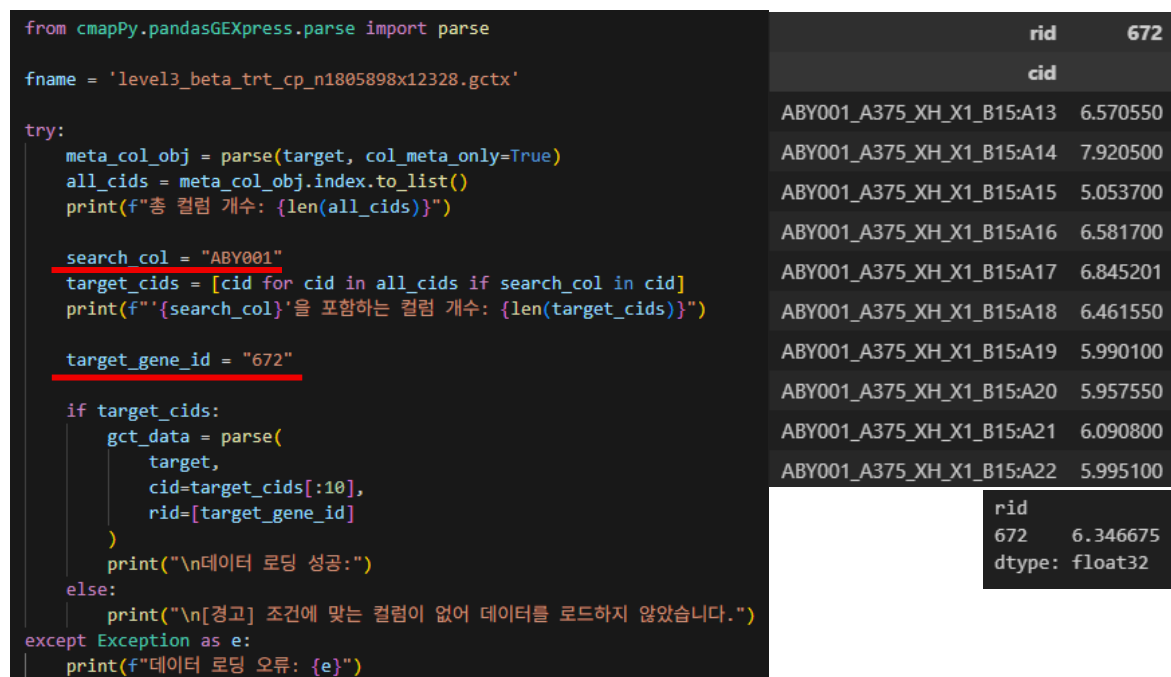 from cmapPy.pandasGEXpress.parse import parse
fname = 'level3_beta_trt_cp_n1805898x12328.gctx'
try:
    meta_col_obj = parse(target, col_meta_only=True)
    all_cids = meta_col_obj.index.to_list()
    print(f"총 컬럼 개수: {len(all_cids)}")
    search_col = "ABY001"
    target_cids = [cid for cid in all_cids if search_col in cid]
    print(f"'{search_col}'을 포함하는 컬럼 개수: {len(target_cids)}")
    target_gene_id = "672"
    if target_cids:
        gct_data = parse(
            target,
            cid=target_cids[:10],
            rid=[target_gene_id]
        )
        print("\n데이터 로딩 성공:")
    else:
        print("\n[경고] 조건에 맞는 컬럼이 없어 데이터를 로드하지 않았습니다.")
except Exception as e:
    print(f"데이터 로딩 오류: {e}")
rid 672
cid
ABY001_A375_XH_X1_B15:A13 6.570550
ABY001_A375_XH_X1_B15:A14 7.920500
ABY001_A375_XH_X1_B15:A15 5.053700
ABY001_A375_XH_X1_B15:A16 6.581700
ABY001_A375_XH_X1_B15:A17 6.845201
ABY001_A375_XH_X1_B15:A18 6.461550
ABY001_A375_XH_X1_B15:A19 5.990100
ABY001_A375_XH_X1_B15:A20 5.957550
ABY001_A375_XH_X1_B15:A21 6.090800
ABY001_A375_XH_X1_B15:A22 5.995100
rid
672 6.346675
dtype: float32